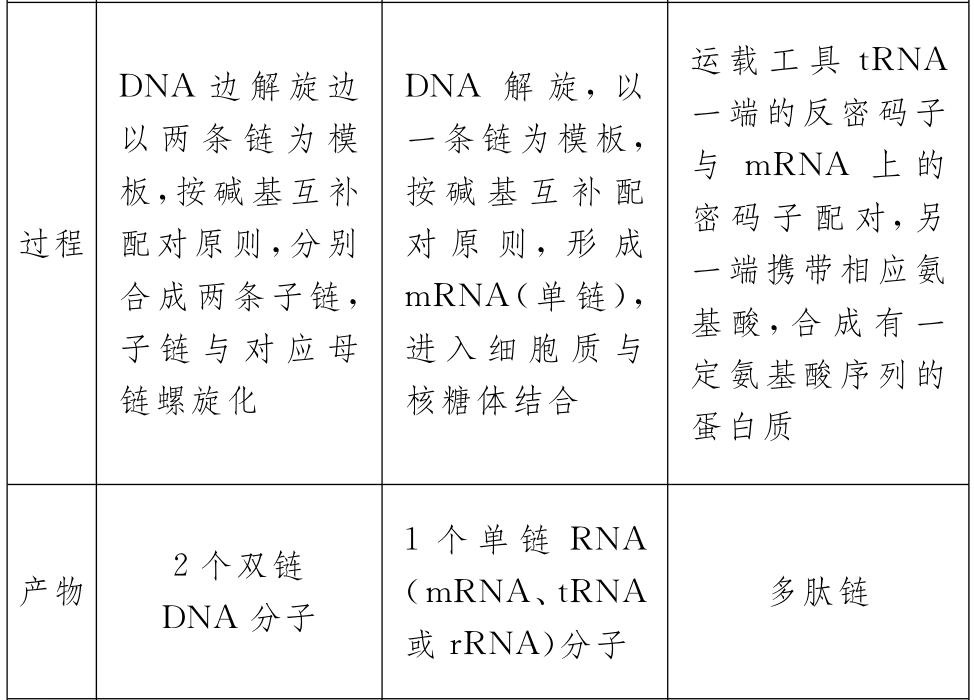 过程
DNA 边解旋边
以两条链为模
板,按碱基互补
配对原则,分别
合成两条子链,
子链与对应母
链螺旋化
DNA 解旋,以
一条链为模板,
按碱基互补配
对原则,形成
mRNA(单链),
进入细胞质与
核糖体结合
运载工具 tRNA
一端的反密码子
与 mRNA 上的
密码子配对,另
一端携带相应氨
基酸,合成有一
定氨基酸序列的
蛋白质
产物
2 个双链
DNA 分子
1 个单链 RNA
(mRNA、tRNA
或 rRNA)分子
多肽链